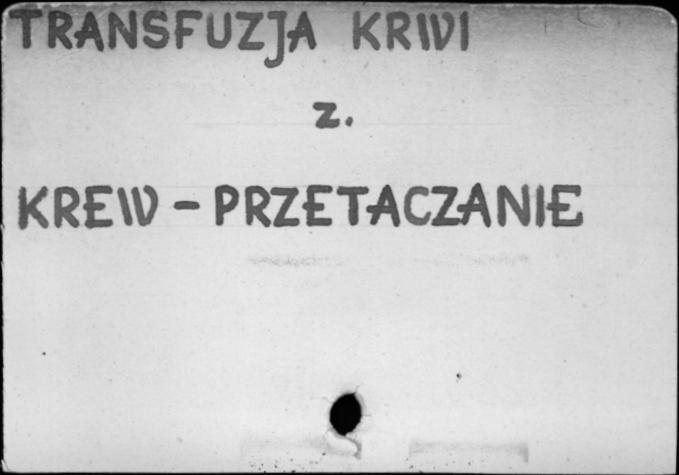 TRANSFUZJA KRWI
z.
KREW - PRZETACZANIE